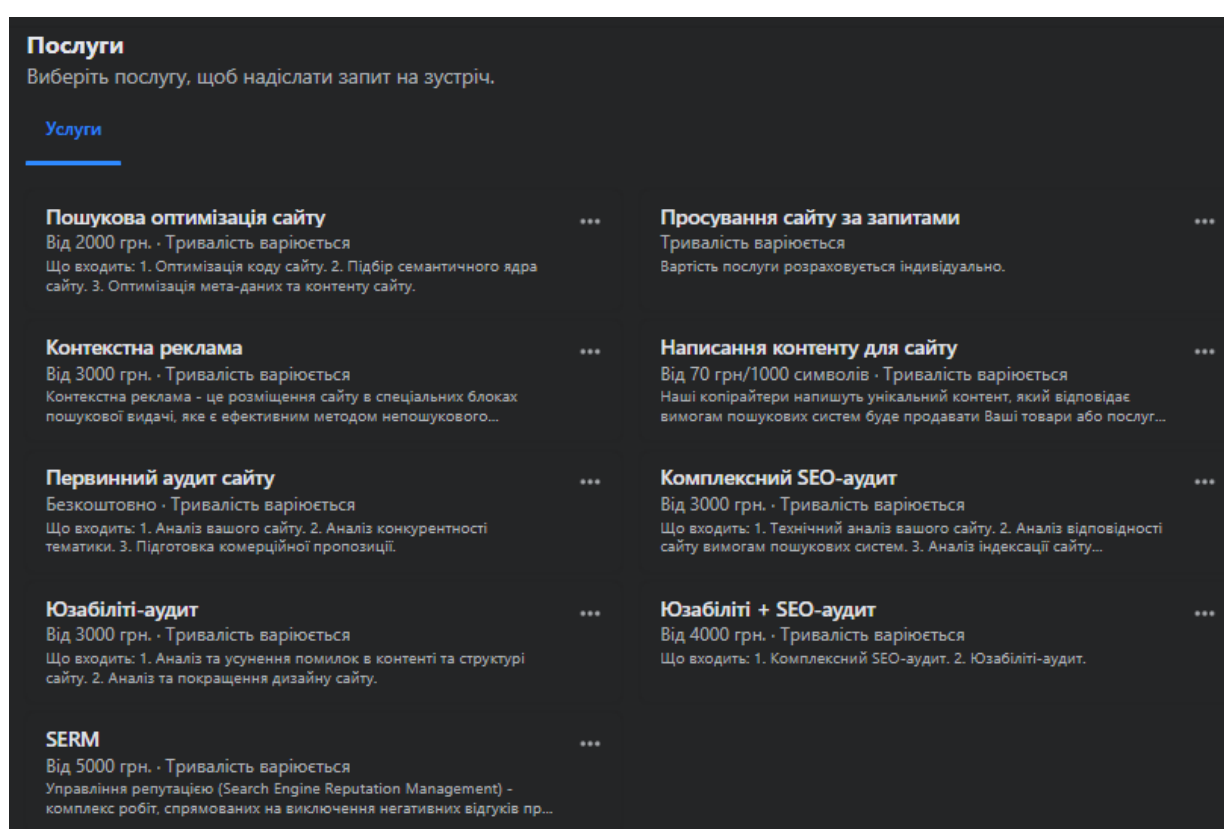 Послуги
Виберіть послугу, щоб надіслати запит на зустріч.
Услуги
Пошукова оптимізація сайту
Від 2000 грн. · Тривалість варіюється
Що входить: 1. Оптимізація коду сайту. 2. Підбір семантичного ядра
сайту. 3. Оптимізація мета-даних та контенту сайту.
Просування сайту за запитами
Тривалість варіюється
Вартість послуги розраховується індивідуально.
Контекстна реклама
Від 3000 грн. · Тривалість варіюється
Контекстна реклама - це розміщення сайту в спеціальних блоках
пошукової видачі, яке є ефективним методом непошукового...
Написання контенту для сайту
Від 70 грн/1000 символів · Тривалість варіюється
Наші копірайтери напишуть унікальний контент, який відповідає
вимогам пошукових систем буде продавати Ваші товари або послуг...
Первинний аудит сайту
Безкоштовно · Тривалість варіюється
Що входить: 1. Аналіз вашого сайту. 2. Аналіз конкурентності
тематики. 3. Підготовка комерційної пропозиції.
Комплексний SEO-аудит
Від 3000 грн. · Тривалість варіюється
Що входить: 1. Технічний аналіз вашого сайту. 2. Аналіз відповідності
сайту вимогам пошукових систем. 3. Аналіз індексації сайту...
Юзабіліті-аудит
Від 3000 грн. · Тривалість варіюється
Що входить: 1. Аналіз та усунення помилок в контенті та структурі
сайту. 2. Аналіз та покращення дизайну сайту.
Юзабіліті + SEO-аудит
Від 4000 грн. · Тривалість варіюється
Що входить: 1. Комплексний SEO-аудит. 2. Юзабіліті-аудит.
SERM
Від 5000 грн. · Тривалість варіюється
Управління репутацією (Search Engine Reputation Management) -
комплекс робіт, спрямованих на виключення негативних відгуків пр...